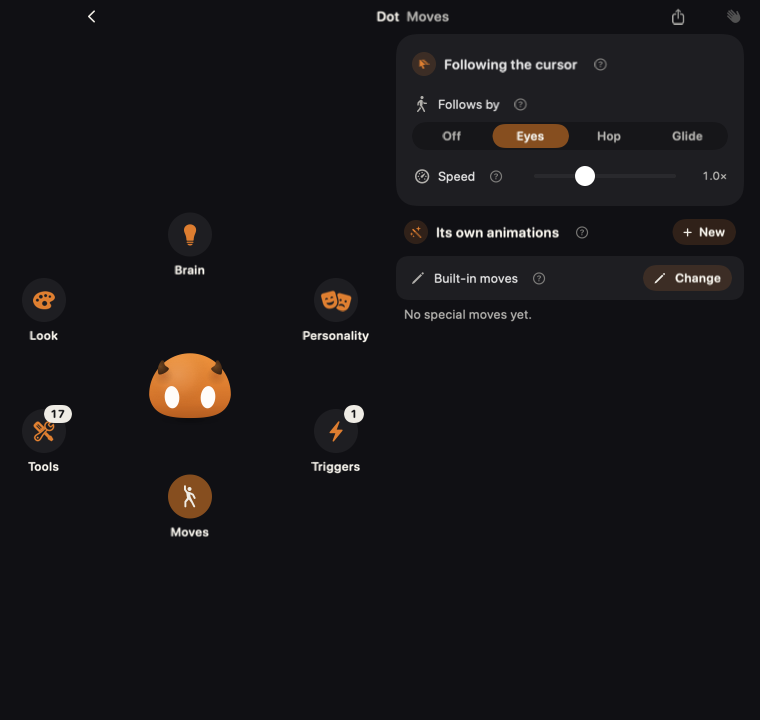 Dot Moves
Following the cursor ?
Follows by ?
Off Eyes Hop Glide
Speed ? 1.0×
Its own animations ? + New
Built-in moves ? Change
No special moves yet.
Brain
Look
Personality
17
Tools
1
Triggers
Moves